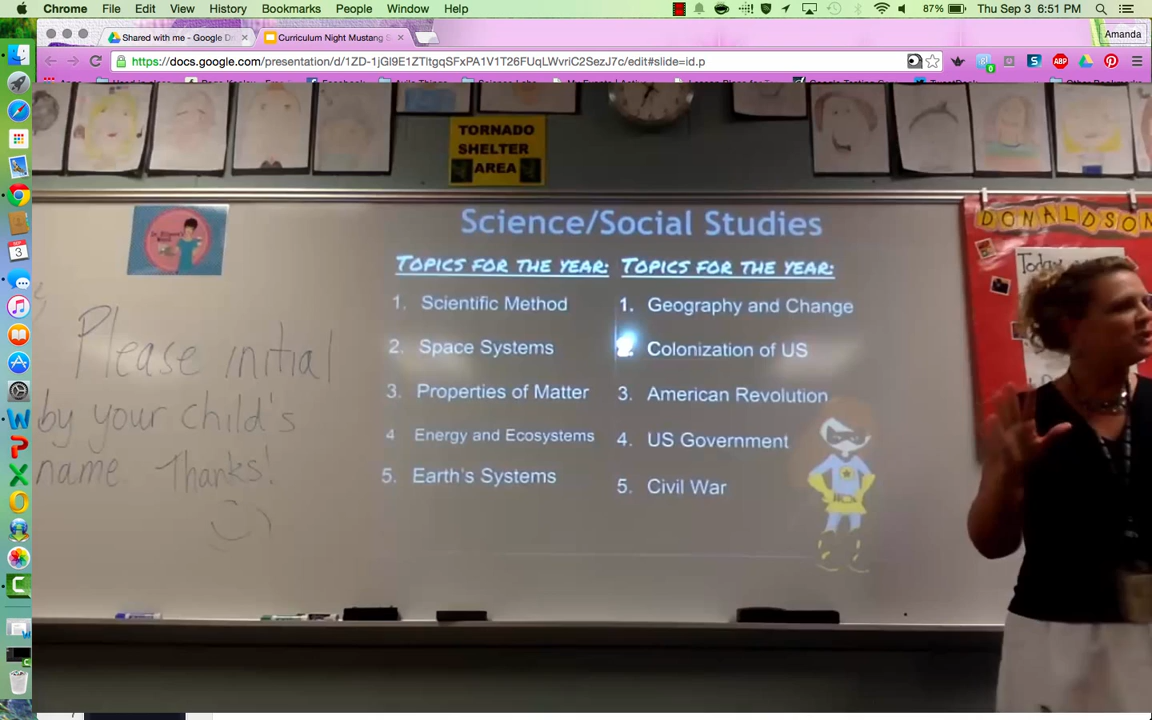 Chrome File Edit View History Bookmarks People Window Help
87% Thu Sep 3 6:51 PM
Shared with me - Google Dr
Curriculum Night Mustang S
Amanda
https://docs.google.com/presentation/d/1ZD-1jGl9E1ZTltgqSFxPA1V1T26FUqLWvriC2SezJ7c/edit#slide=id.p
TORNADO
SHELTER
AREA
DONALDSON
Science/Social Studies
TOPICS FOR THE YEAR:
1. Scientific Method
2. Space Systems
3. Properties of Matter
4 Energy and Ecosystems
5. Earth's Systems
TOPICS FOR THE YEAR:
1. Geography and Change
2. Colonization of US
3. American Revolution
4. US Government
5. Civil War
Please initial
by your child's
name. Thanks!